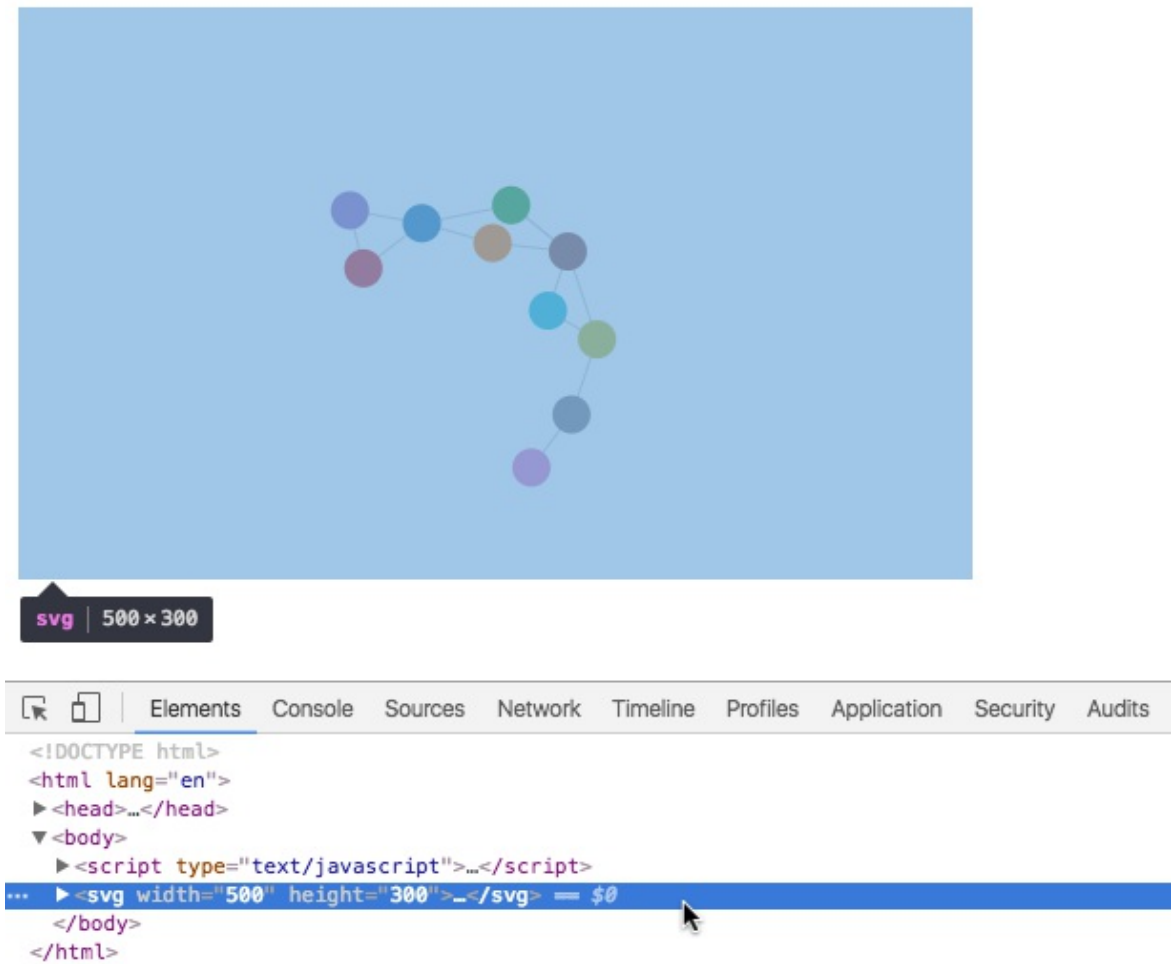 svg | 500 × 300
Elements Console Sources Network Timeline Profiles Application Security Audits
<!DOCTYPE html>
<html lang="en">
▶<head>…</head>
▼<body>
▶<script type="text/javascript">…</script>
… ▶<svg width="500" height="300">…</svg> == $0
</body>
</html>